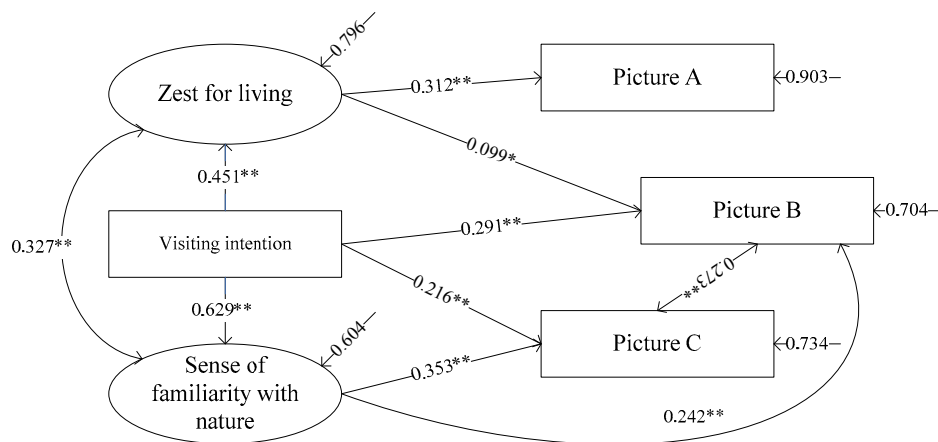 0.796
Zest for living
0.312**
Picture A
0.903
0.099*
0.451**
Visiting intention
0.291**
Picture B
0.704
0.327**
0.216**
0.273**
0.629**
0.604
Sense of
familiarity with
nature
0.353**
Picture C
0.734
0.242**